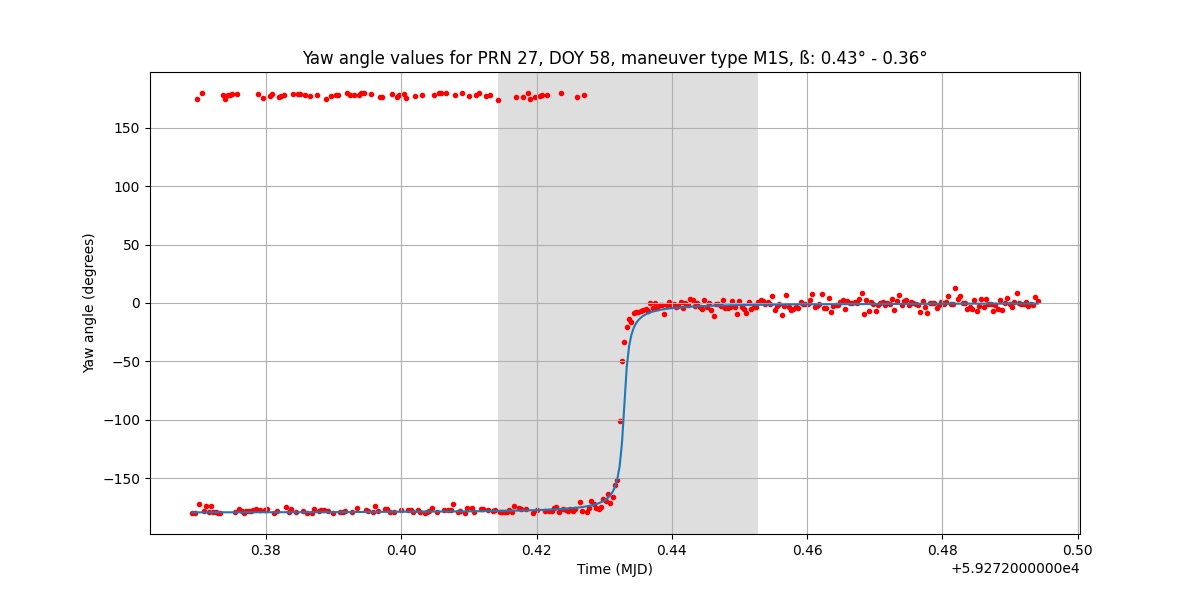 Yaw angle values for PRN 27, DOY 58, maneuver type M1S, ß: 0.43° - 0.36°
Yaw angle (degrees)
150
100
50
0
−50
−100
−150
0.38 0.40 0.42 0.44 0.46 0.48 0.50
Time (MJD)
+5.9272000000e4